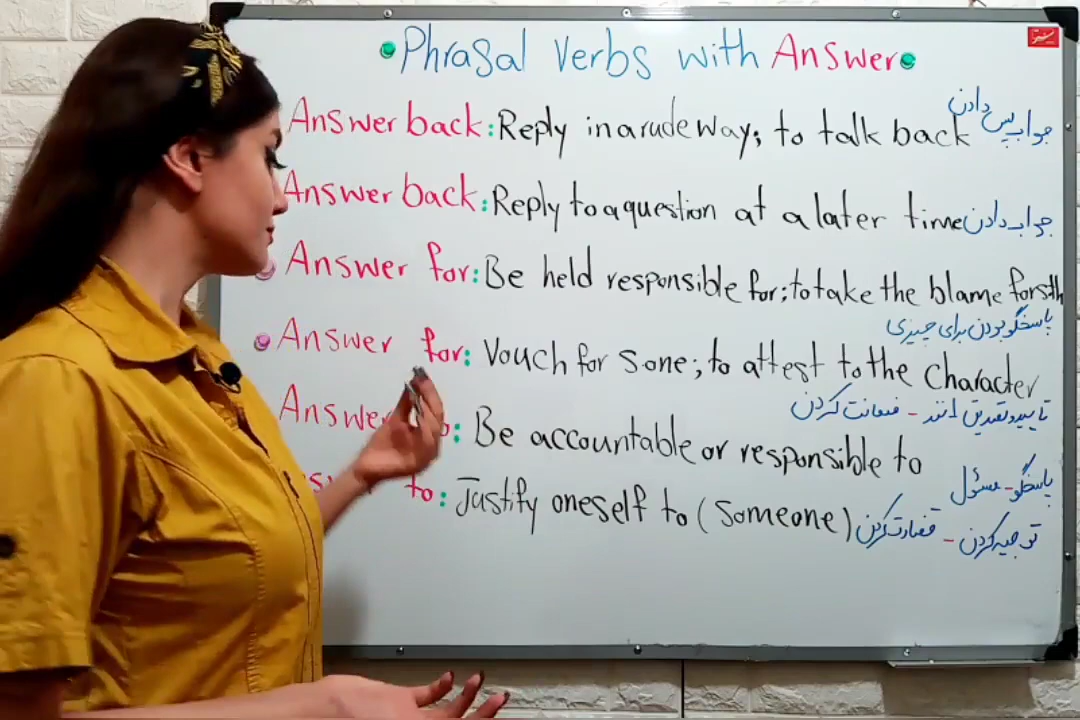 Phrasal Verbs with Answer
Answer back: Reply in a rude way; to talk back جواب پس دادن
Answer back: Reply to a question at a later time جواب دادن
Answer for: Be held responsible for; to take the blame for sth
پاسخگو بودن برای چیزی
Answer for: Vouch for s.one; to attest to the character
تایید و تصدیق کردن - ضمانت کردن
Answer : Be accountable or responsible to
پاسخگو - مسئول
to: Justify oneself to (someone) توجیه کردن - قضاوت کردن